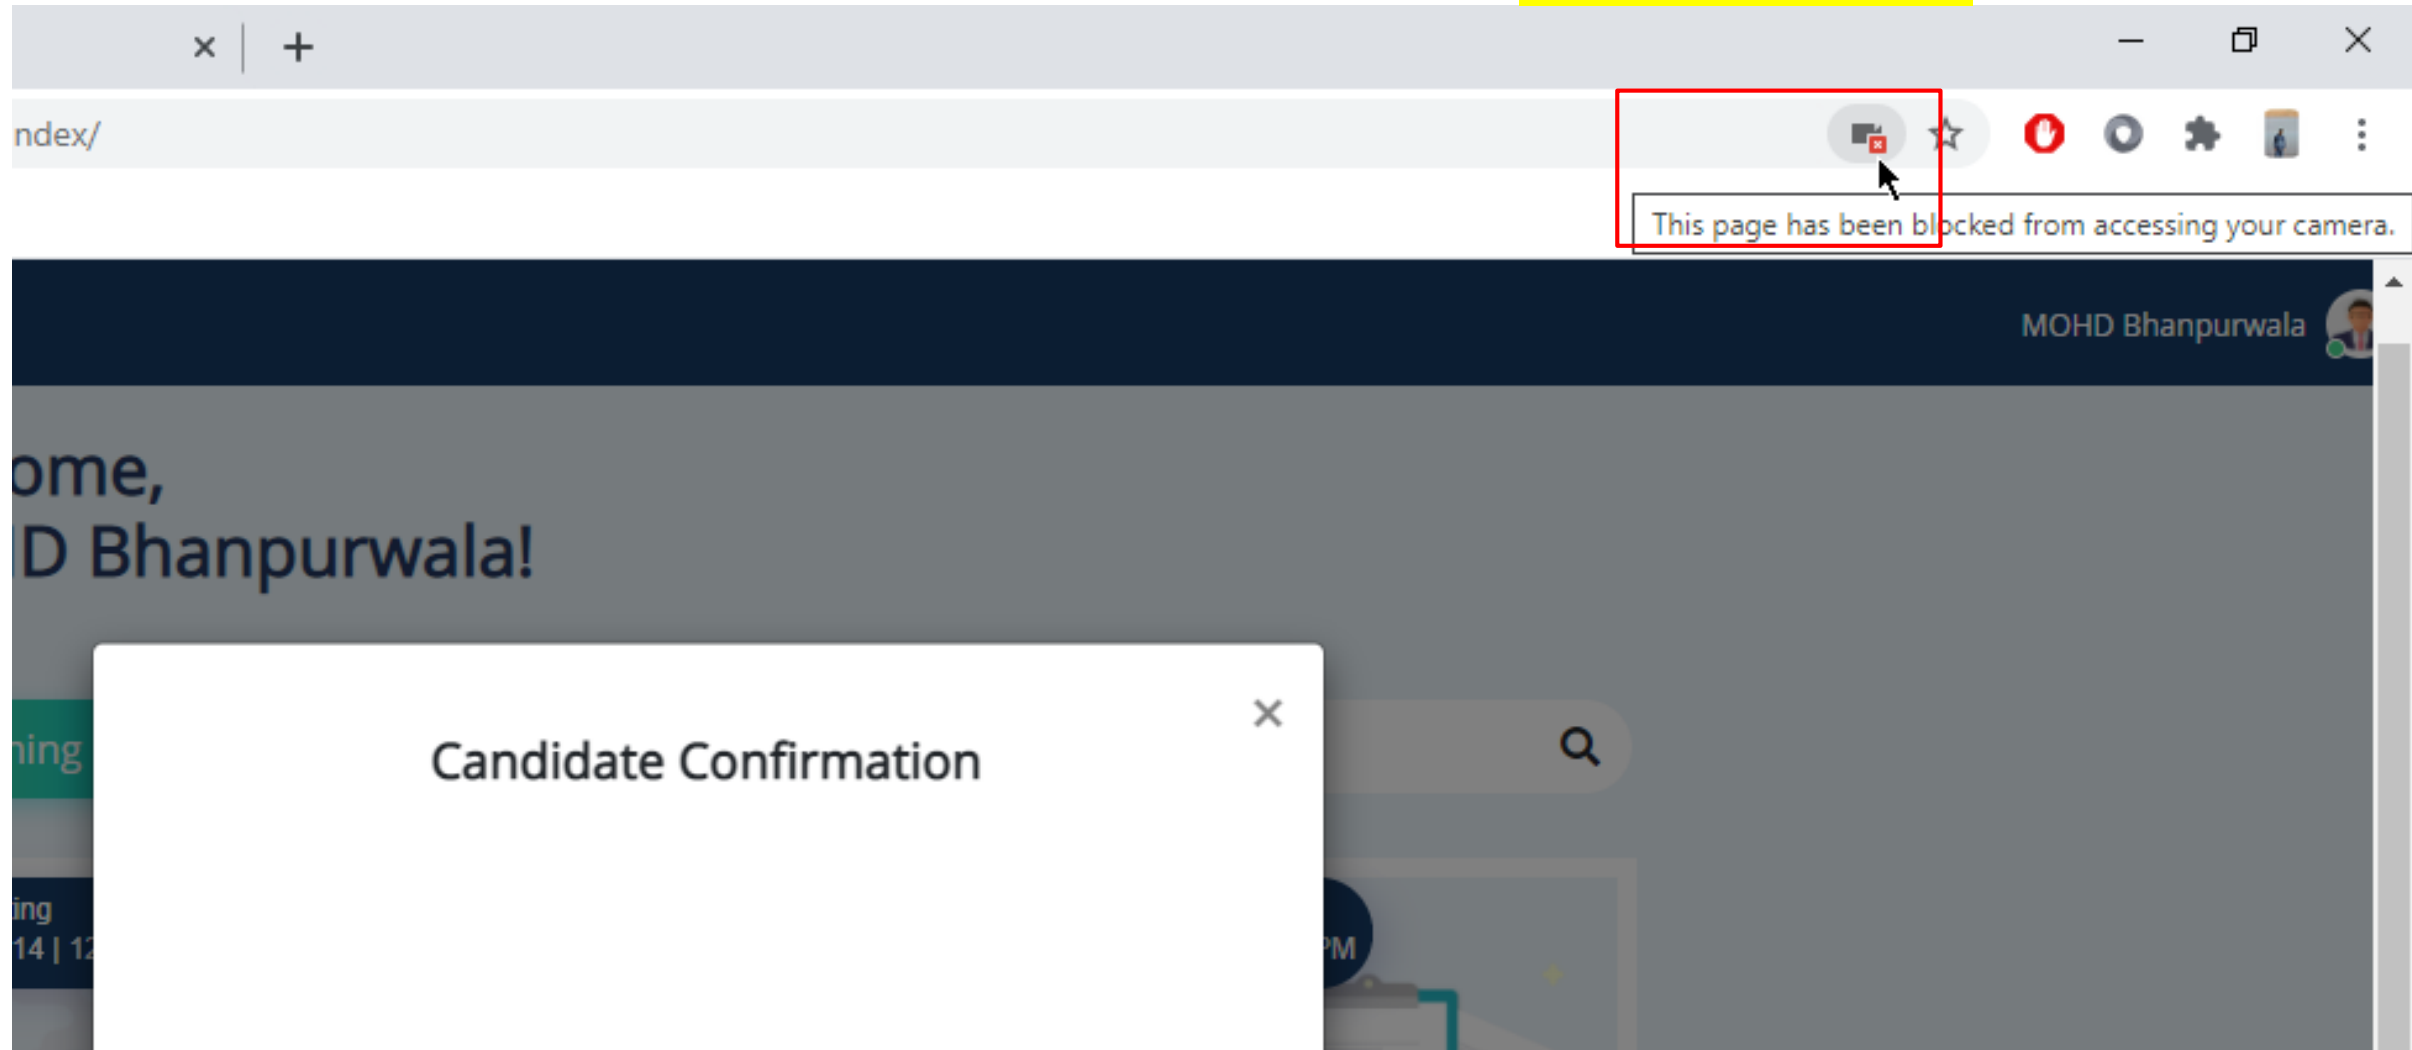 ndex/
This page has been blocked from accessing your camera.
MOHD Bhanpurwala
ome,
D Bhanpurwala!
Candidate Confirmation
ning
ing
14 | 12
PM